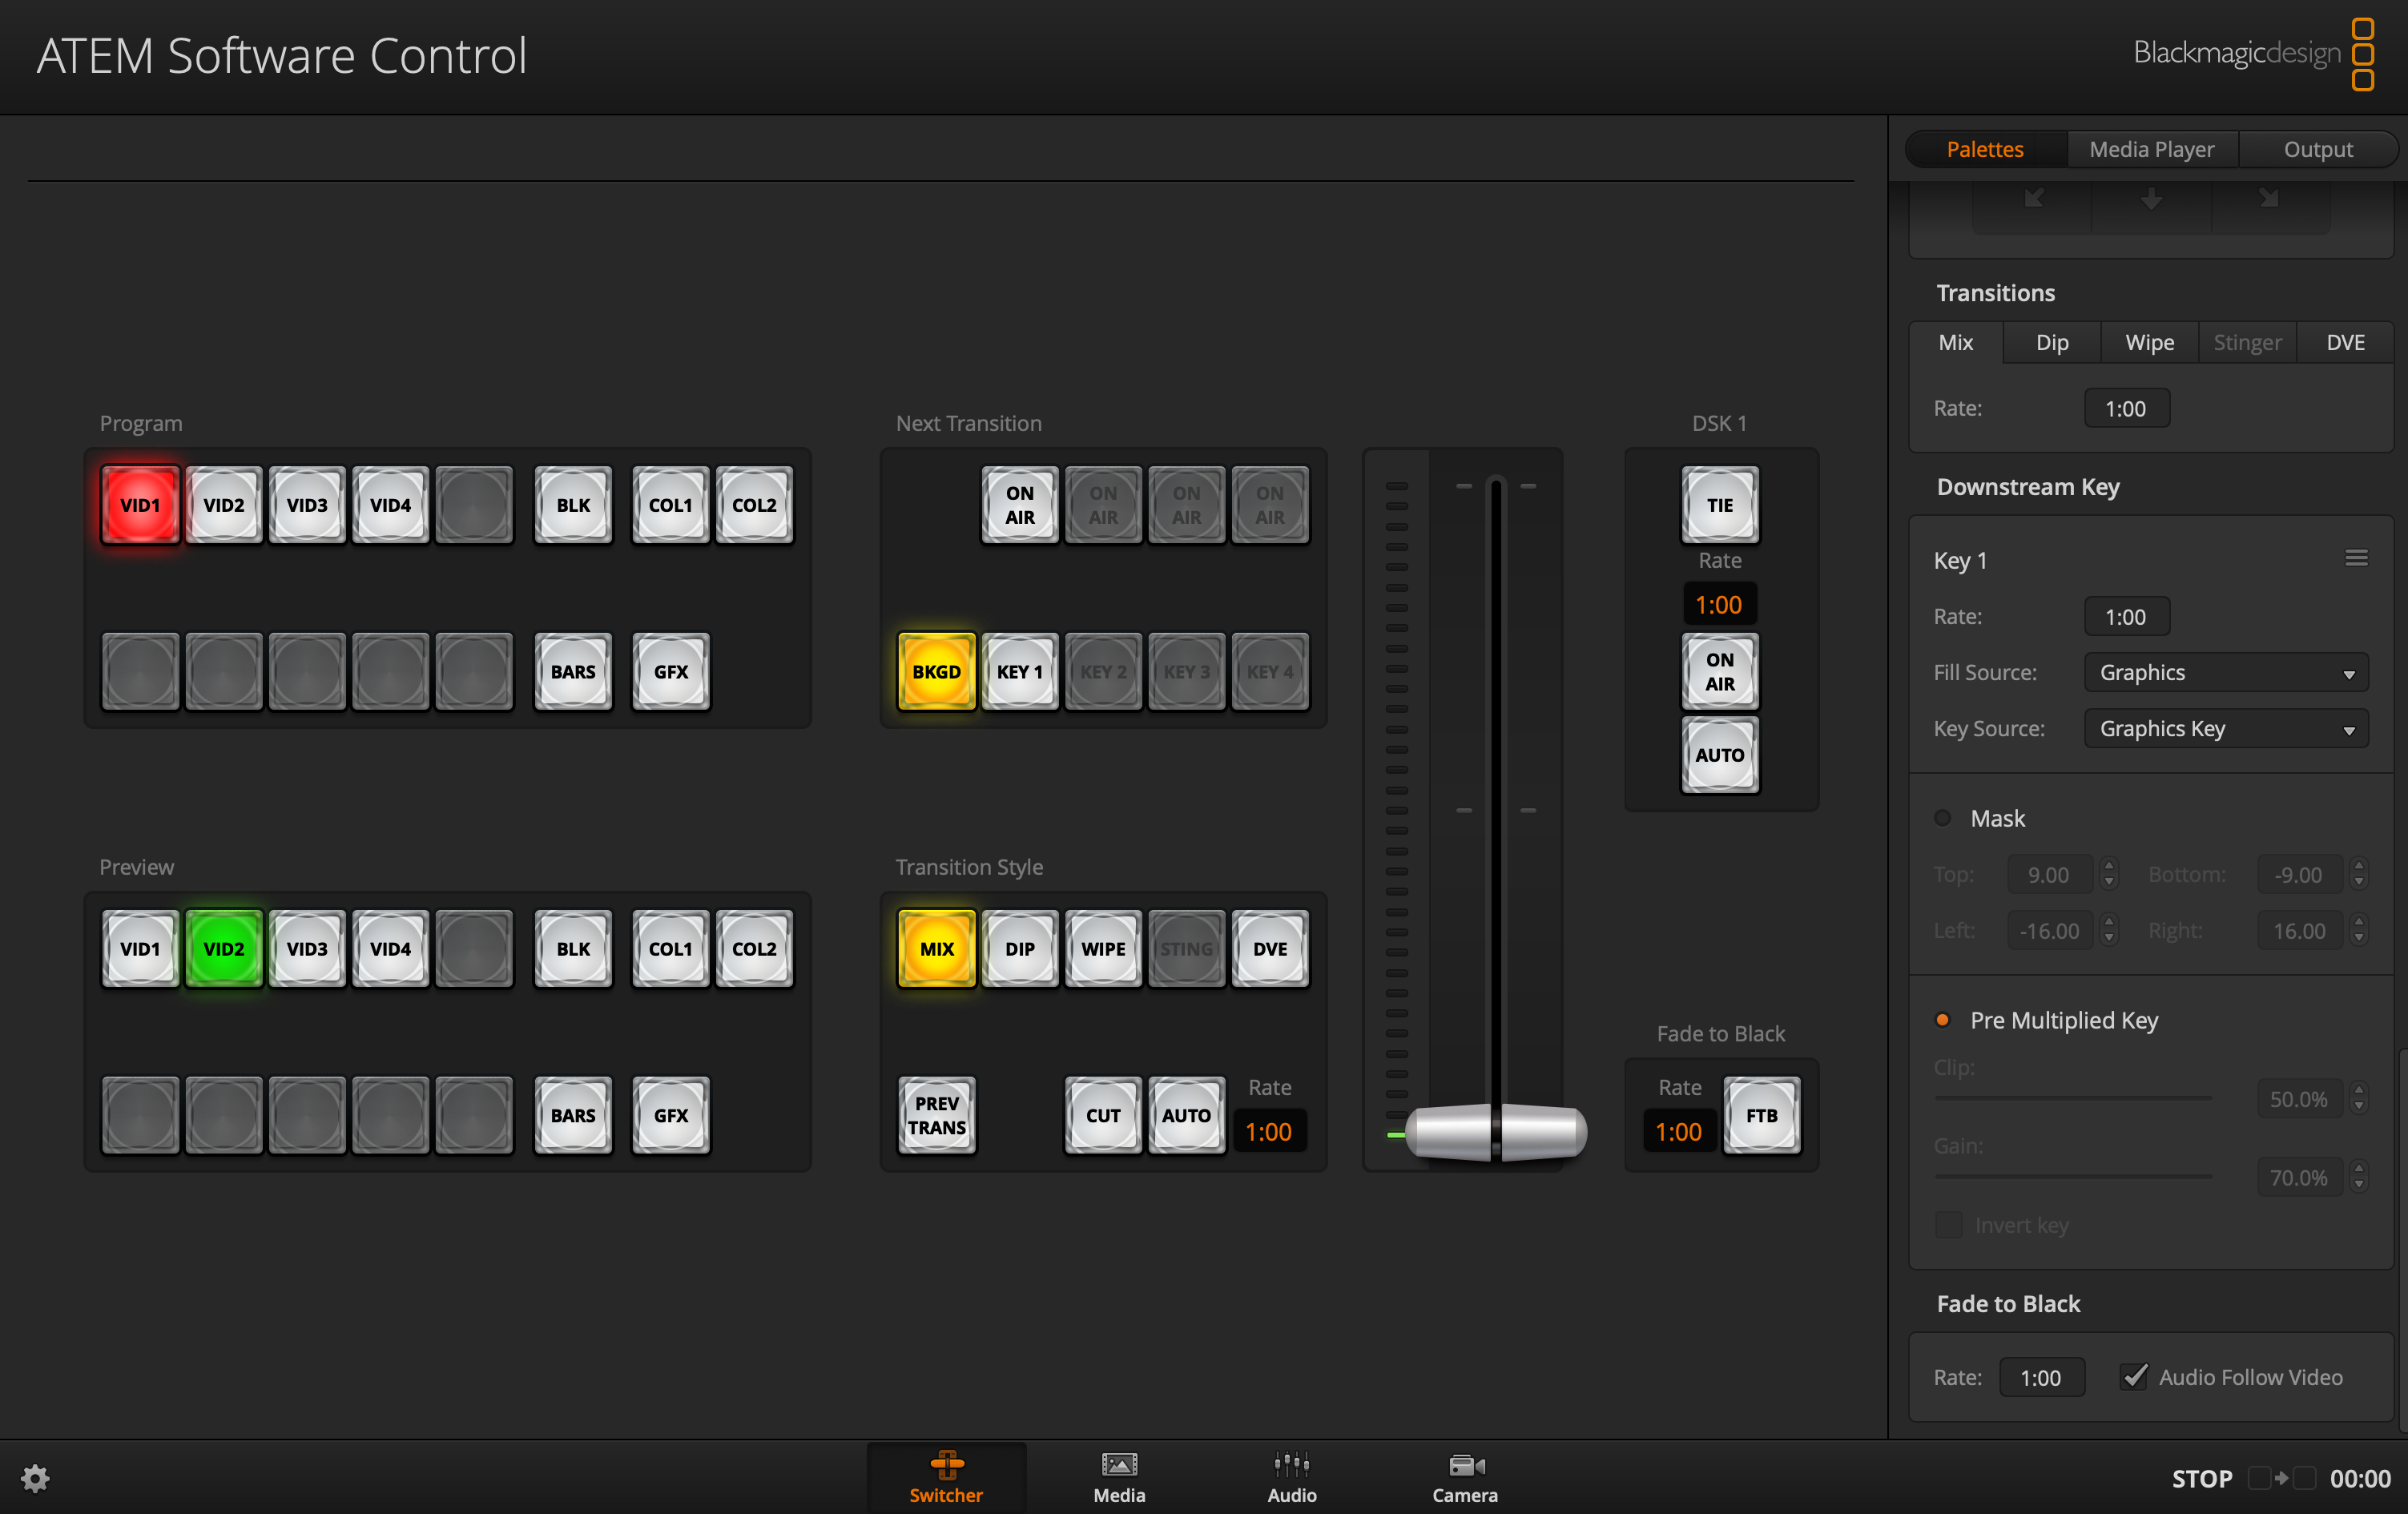 ATEM Software Control
Blackmagicdesign
Palettes
Media Player
Output
Program
VID1 VID2 VID3 VID4 BLK COL1 COL2
BARS GFX
Next Transition
ON AIR ON AIR ON AIR ON AIR
BKGD KEY 1 KEY 2 KEY 3 KEY 4
DSK 1
TIE
Rate
1:00
ON AIR
AUTO
Preview
VID1 VID2 VID3 VID4 BLK COL1 COL2
BARS GFX
Transition Style
MIX DIP WIPE STING DVE
PREV TRANS CUT AUTO Rate 1:00
Fade to Black
Rate
1:00 FTB
Transitions
Mix Dip Wipe Stinger DVE
Rate: 1:00
Downstream Key
Key 1
Rate: 1:00
Fill Source: Graphics
Key Source: Graphics Key
Mask
Top: 9.00 Bottom: -9.00
Left: -16.00 Right: 16.00
Pre Multiplied Key
Clip:
50.0%
Gain:
70.0%
Invert key
Fade to Black
Rate: 1:00 Audio Follow Video
Switcher Media Audio Camera
STOP 00:00